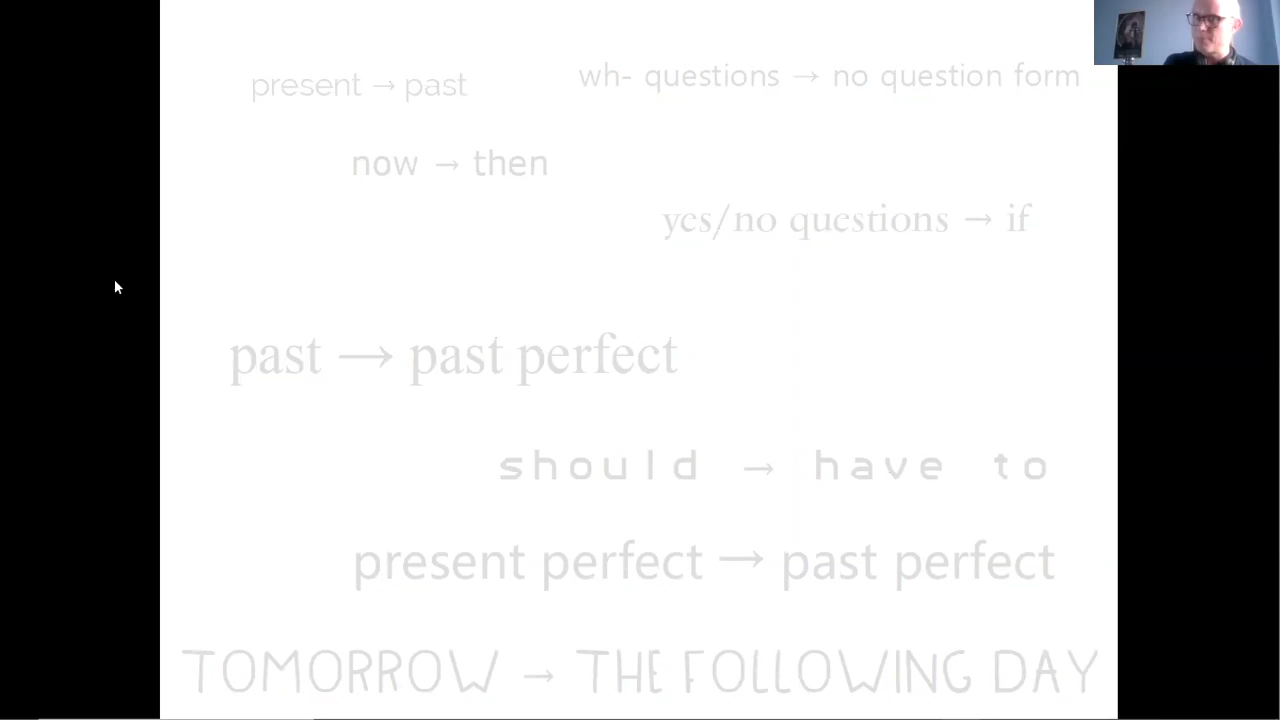 present → past
wh- questions → no question form
now → then
yes/no questions → if
past → past perfect
should → have to
present perfect → past perfect
TOMORROW → THE FOLLOWING DAY